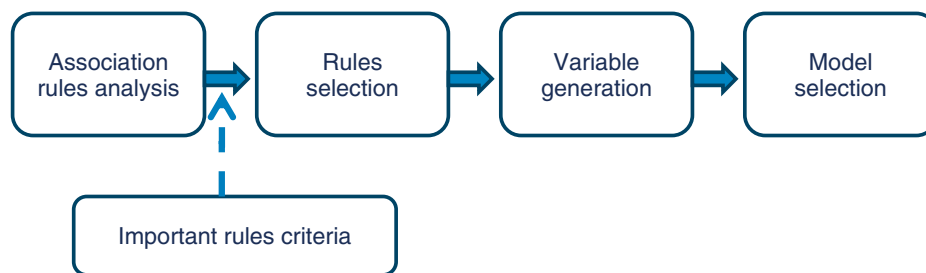 Association
rules analysis
Rules
selection
Variable
generation
Model
selection
Important rules criteria